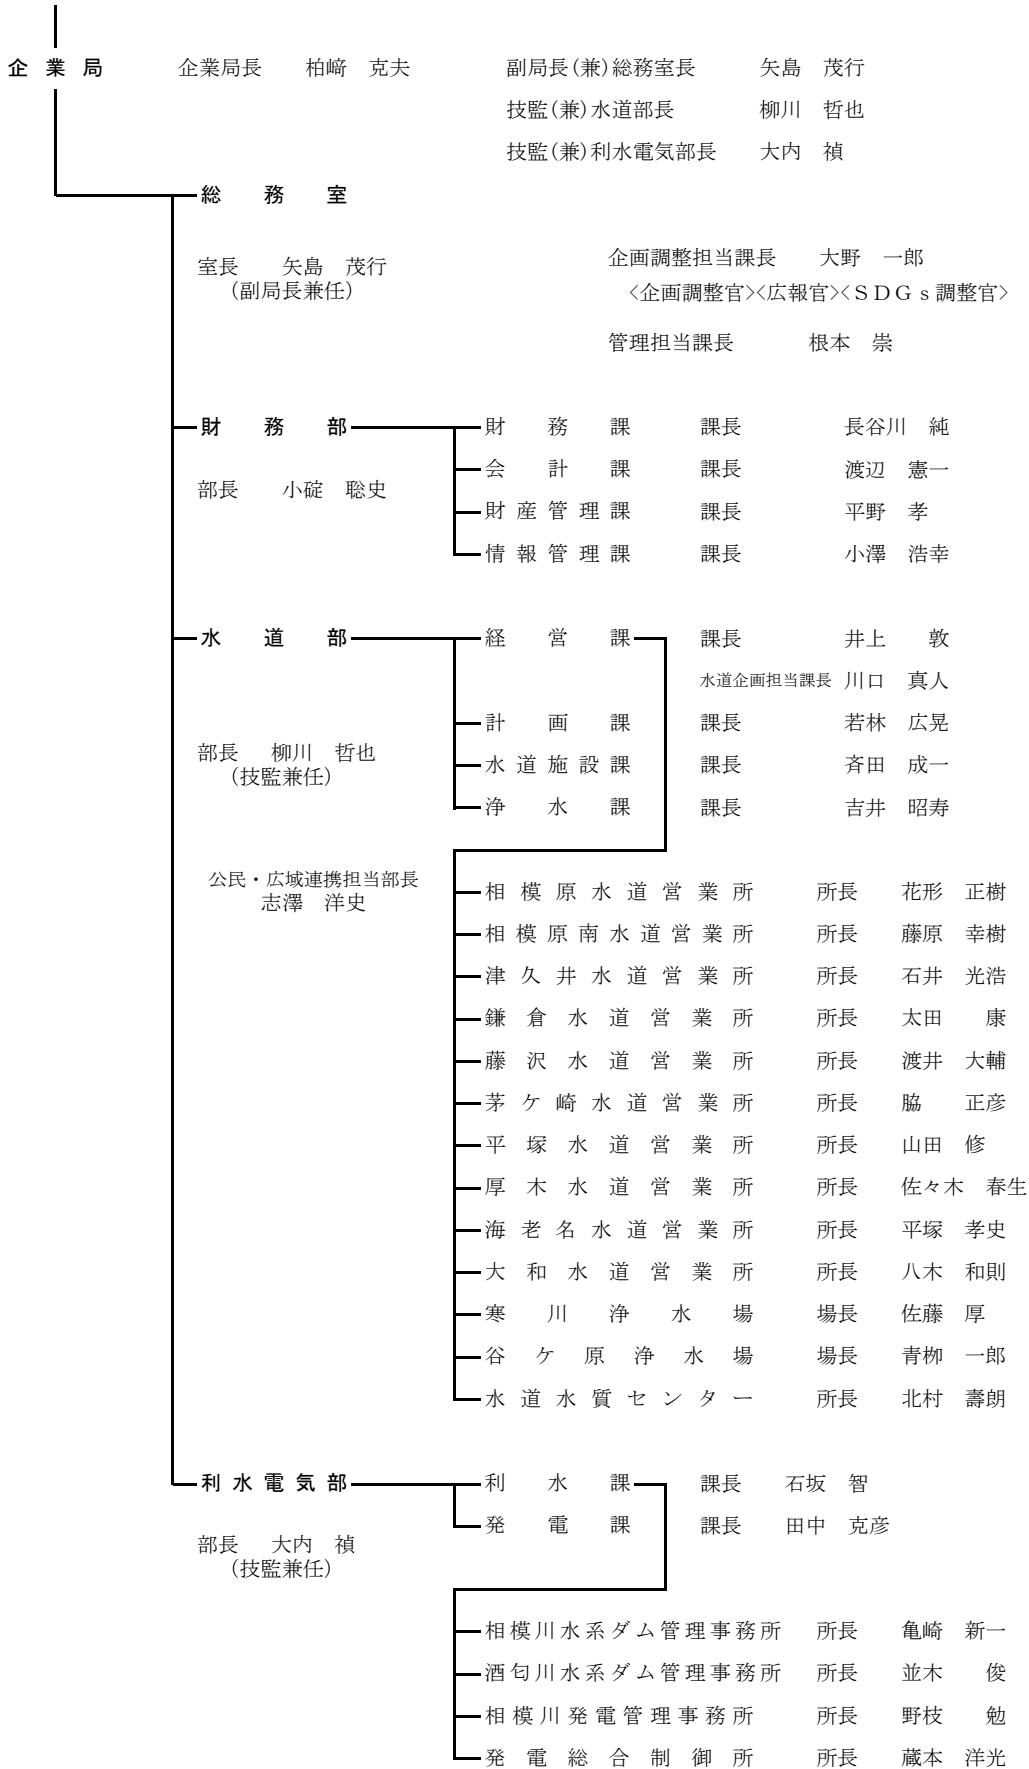 企業局 企業局長 柏﨑 克夫 副局長(兼)総務室長 矢島 茂行
技監(兼)水道部長 柳川 哲也
技監(兼)利水電気部長 大内 禎
総務室
室長 矢島 茂行
(副局長兼任)
企画調整担当課長 大野 一郎
<企画調整官><広報官><ＳＤＧｓ調整官>
管理担当課長 根本 崇
財務部 財務課 課長 長谷川 純
会計課 課長 渡辺 憲一
部長 小碇 聡史
財産管理課 課長 平野 孝
情報管理課 課長 小澤 浩幸
水道部 経営課 課長 井上 敦
水道企画担当課長 川口 真人
計画課 課長 若林 広晃
部長 柳川 哲也
(技監兼任)
水道施設課 課長 斉田 成一
浄水課 課長 吉井 昭寿
公民・広域連携担当部長
志澤 洋史
相模原水道営業所 所長 花形 正樹
相模原南水道営業所 所長 藤原 幸樹
津久井水道営業所 所長 石井 光浩
鎌倉水道営業所 所長 太田 康
藤沢水道営業所 所長 渡井 大輔
茅ケ崎水道営業所 所長 脇 正彦
平塚水道営業所 所長 山田 修
厚木水道営業所 所長 佐々木 春生
海老名水道営業所 所長 平塚 孝史
大和水道営業所 所長 八木 和則
寒川浄水場 場長 佐藤 厚
谷ケ原浄水場 場長 青栁 一郎
水道水質センター 所長 北村 壽朗
利水電気部 利水課 課長 石坂 智
発電課 課長 田中 克彦
部長 大内 禎
(技監兼任)
相模川水系ダム管理事務所 所長 亀崎 新一
酒匂川水系ダム管理事務所 所長 並木 俊
相模川発電管理事務所 所長 野枝 勉
発電総合制御所 所長 蔵本 洋光